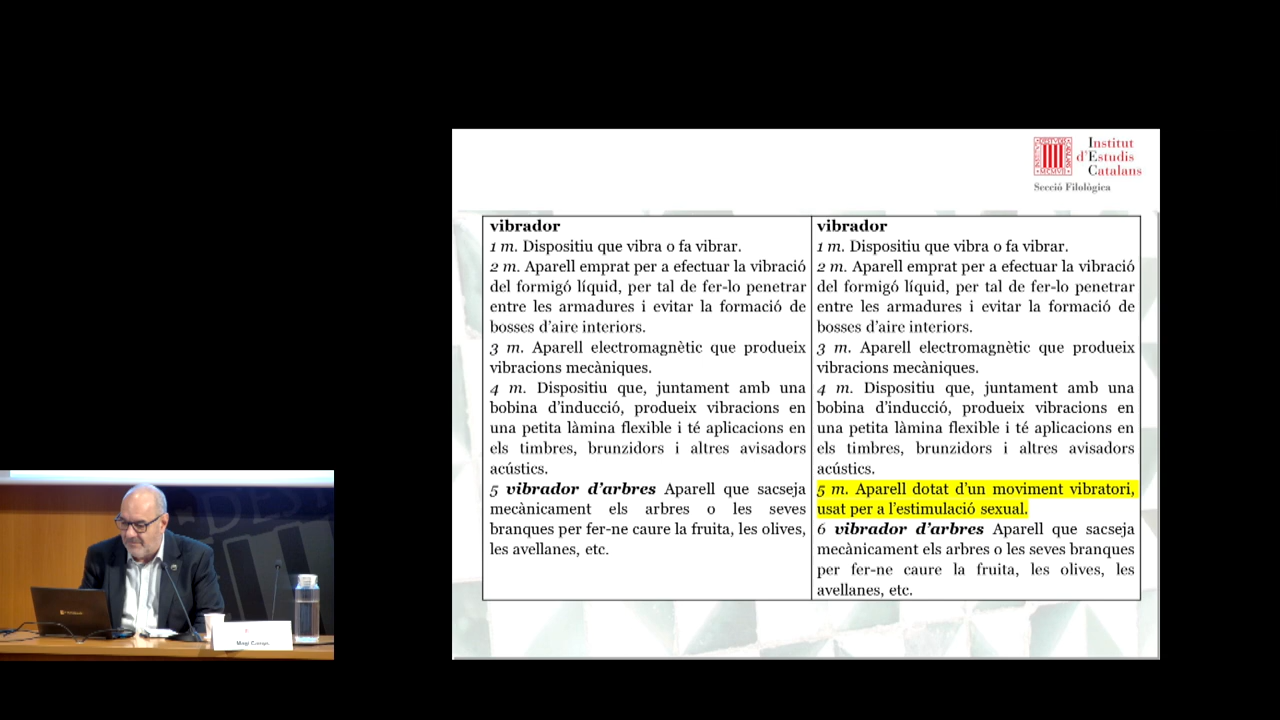 Institut
d'Estudis
Catalans
Secció Filològica
vibrador
1 m. Dispositiu que vibra o fa vibrar.
2 m. Aparell emprat per a efectuar la vibració
del formigó líquid, per tal de fer-lo penetrar
entre les armadures i evitar la formació de
bosses d'aire interiors.
3 m. Aparell electromagnètic que produeix
vibracions mecàniques.
4 m. Dispositiu que, juntament amb una
bobina d'inducció, produeix vibracions en
una petita làmina flexible i té aplicacions en
els timbres, brunzidors i altres avisadors
acústics.
5 vibrador d'arbres Aparell que sacseja
mecànicament els arbres o les seves
branques per fer-ne caure la fruita, les olives,
les avellanes, etc.
vibrador
1 m. Dispositiu que vibra o fa vibrar.
2 m. Aparell emprat per a efectuar la vibració
del formigó líquid, per tal de fer-lo penetrar
entre les armadures i evitar la formació de
bosses d'aire interiors.
3 m. Aparell electromagnètic que produeix
vibracions mecàniques.
4 m. Dispositiu que, juntament amb una
bobina d'inducció, produeix vibracions en
una petita làmina flexible i té aplicacions en
els timbres, brunzidors i altres avisadors
acústics.
5 m. Aparell dotat d'un moviment vibratori,
usat per a l'estimulació sexual.
6 vibrador d'arbres Aparell que sacseja
mecànicament els arbres o les seves branques
per fer-ne caure la fruita, les olives, les
avellanes, etc.